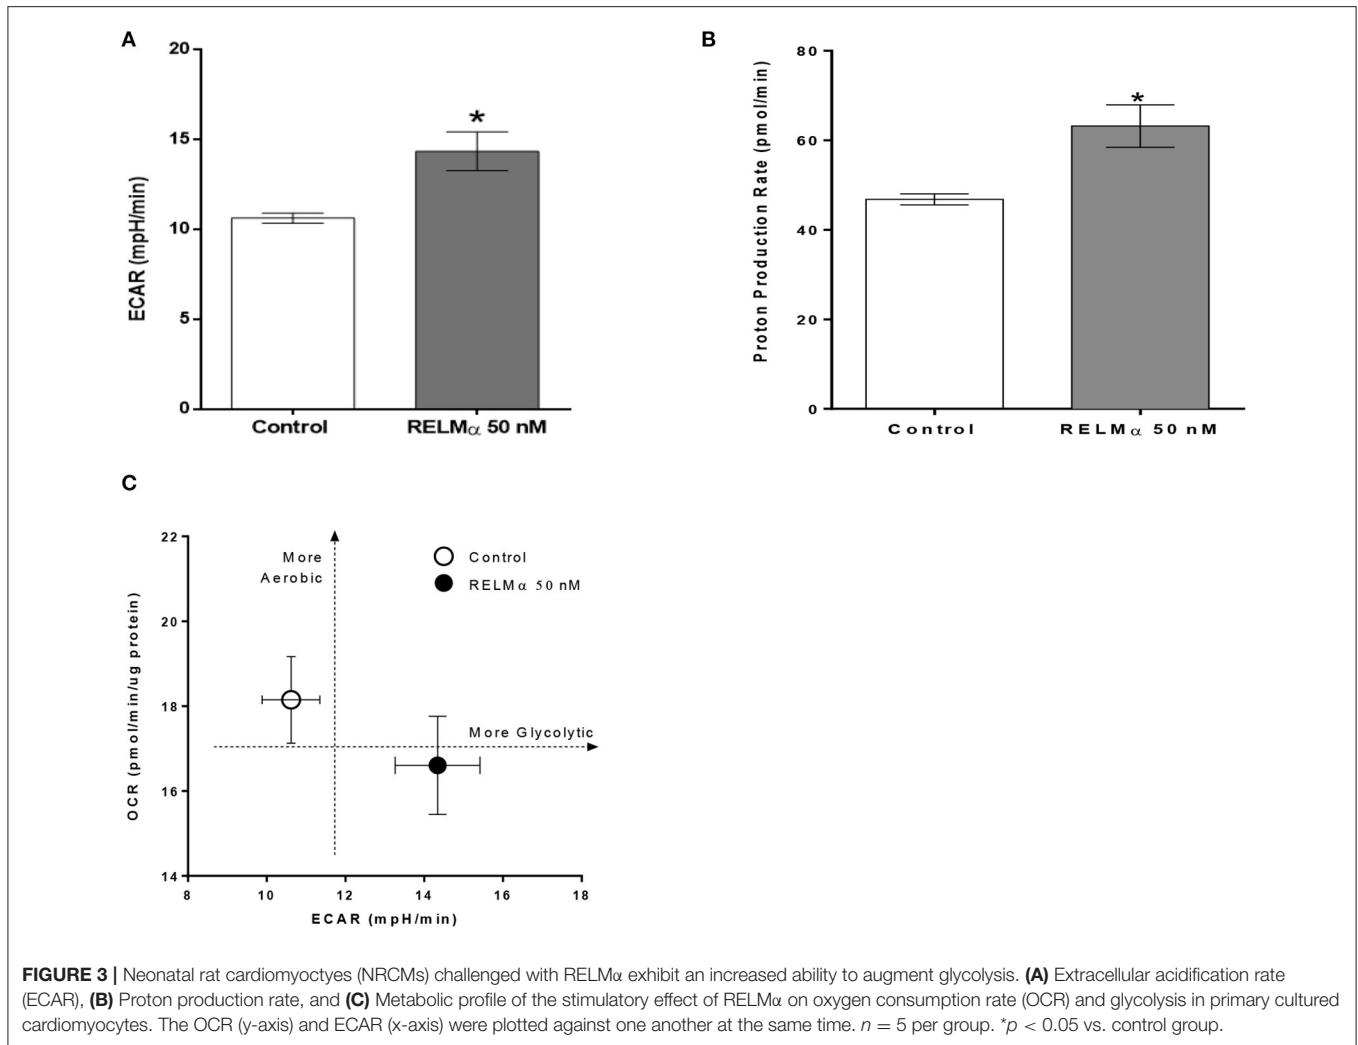 A
20
15
10
5
0
ECAR (mpH/min)
*
Control
RELMα 50 nM
B
80
60
40
20
0
Proton Production Rate (pmol/min)
*
Control
RELMα 50 nM
C
22
20
18
16
14
OCR (pmol/min/ug protein)
More
Aerobic
Control
RELMα 50 nM
More Glycolytic
8 10 12 14 16 18
ECAR (mpH/min)
FIGURE 3 | Neonatal rat cardiomyoctyes (NRCMs) challenged with RELMα exhibit an increased ability to augment glycolysis. (A) Extracellular acidification rate
(ECAR), (B) Proton production rate, and (C) Metabolic profile of the stimulatory effect of RELMα on oxygen consumption rate (OCR) and glycolysis in primary cultured
cardiomyocytes. The OCR (y-axis) and ECAR (x-axis) were plotted against one another at the same time. n = 5 per group. *p < 0.05 vs. control group.